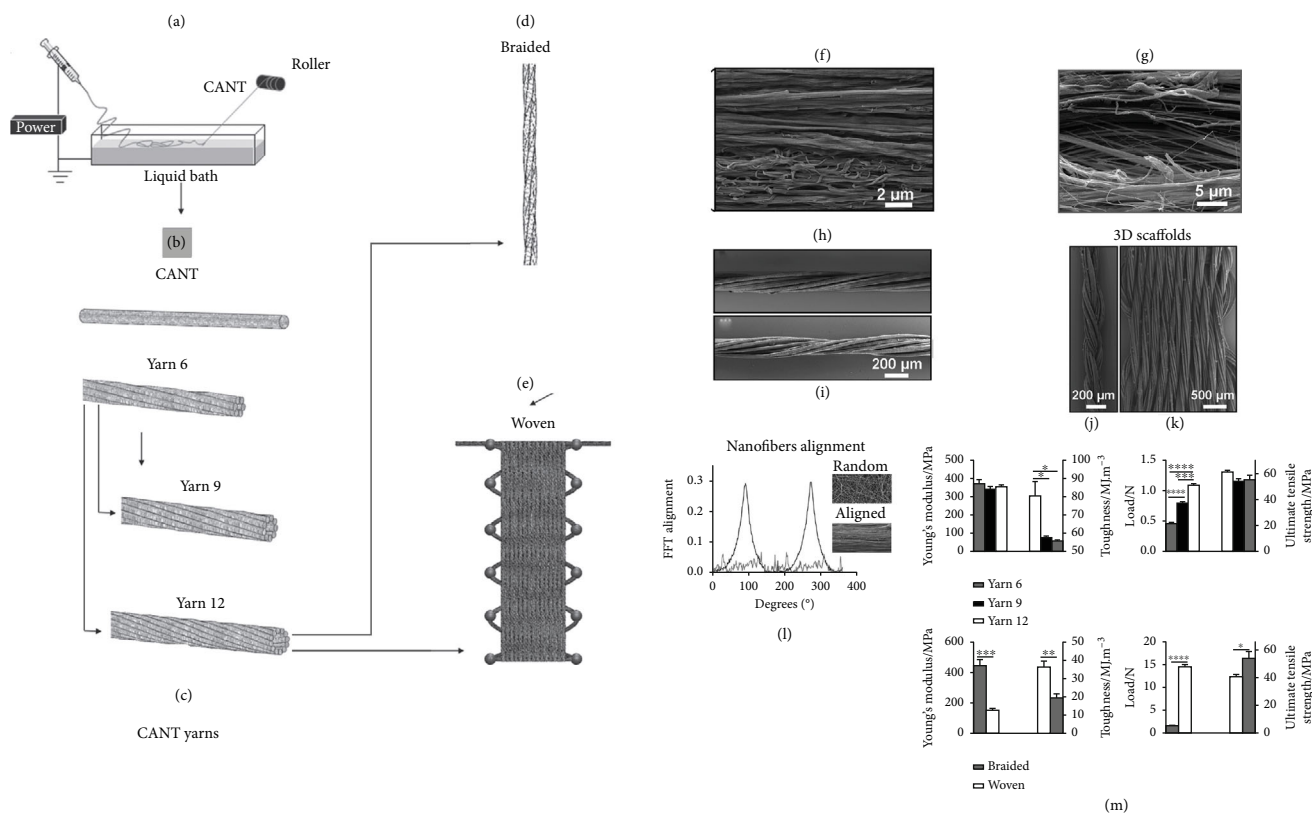 (a)
Roller
CANT
Power
Liquid bath
(b)
CANT
Yarn 6
Yarn 9
Yarn 12
(c)
CANT yarns
(d)
Braided
(e)
Woven
(f)
2 μm
(g)
5 μm
(h)
200 μm
(i)
3D scaffolds
200 μm
500 μm
(j)
(k)
Nanofibers alignment
Random
Aligned
FFT alignment
0.3
0.2
0.1
0.0
0
100
200
300
400
Degrees (°)
(l)
Young's modulus/MPa
500
400
300
200
100
0
*
*
100
90
80
70
60
50
Toughness/MJ.m−3
Load/N
1.5
1.0
0.5
0.0
****
***
****
60
40
20
0
Ultimate tensile
strength/MPa
Yarn 6
Yarn 9
Yarn 12
Young's modulus/MPa
600
400
200
0
***
**
50
40
30
20
10
0
Toughness/MJ.m−3
Load/N
20
15
10
5
0
****
*
60
40
20
0
Ultimate tensile
strength/MPa
Braided
Woven
(m)